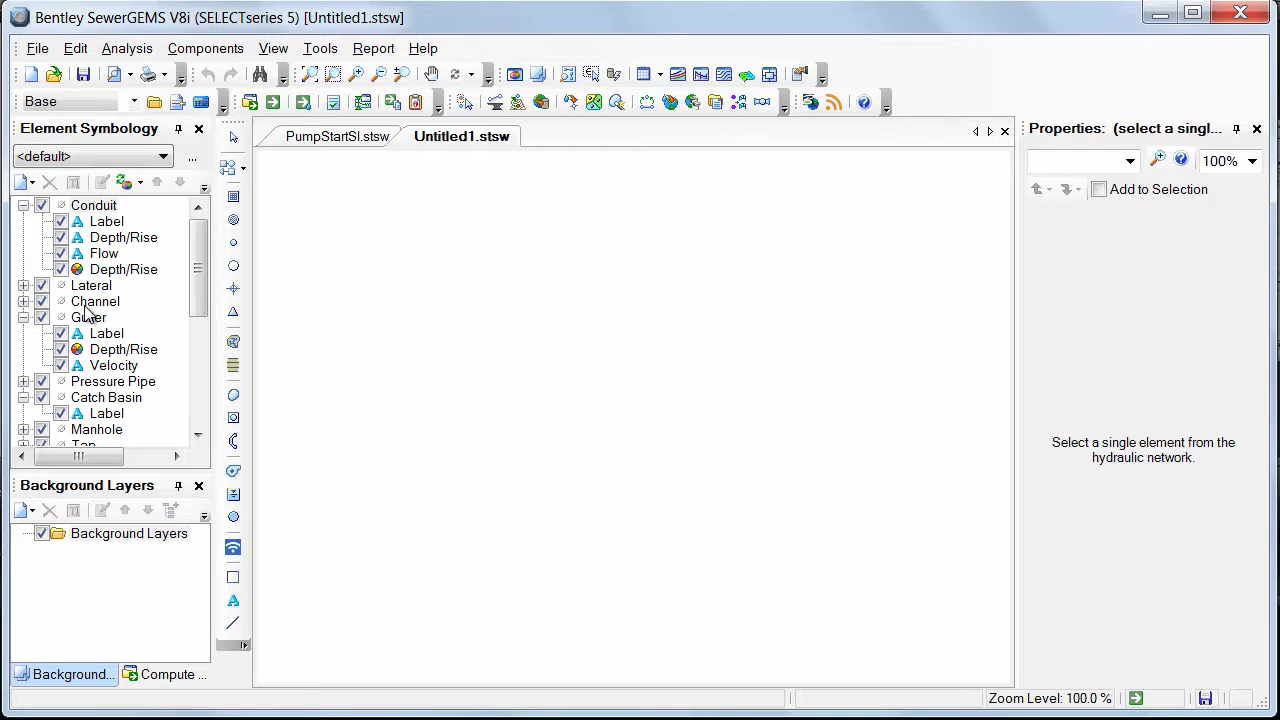 Bentley SewerGEMS V8i (SELECTseries 5) [Untitled1.stsw]
File Edit Analysis Components View Tools Report Help
Base
Element Symbology
<default>
...
Conduit
Label
Depth/Rise
Flow
Depth/Rise
Lateral
Channel
Label
Depth/Rise
Velocity
Pressure Pipe
Catch Basin
Label
Manhole
Tap
Background Layers
Background Layers
Background... Compute ...
PumpStartSI.stsw Untitled1.stsw
Properties: (select a singl...
100%
Add to Selection
Select a single element from the
hydraulic network.
Zoom Level: 100.0 %